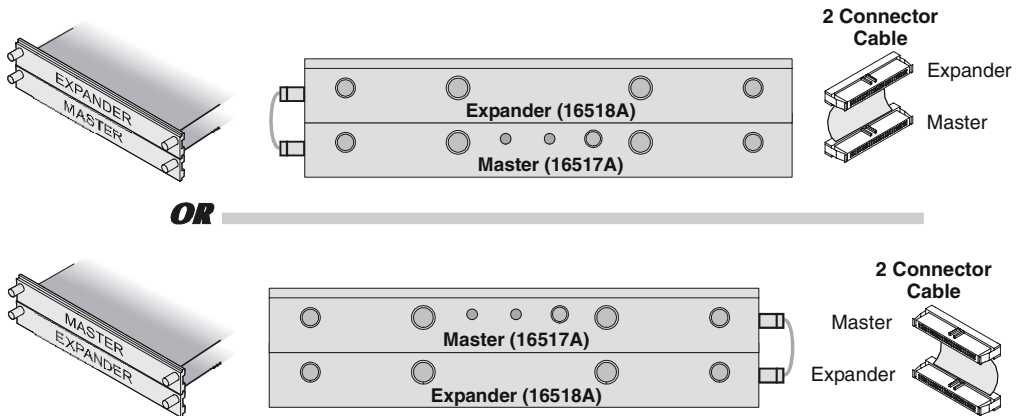 2 Connector
Cable
EXPANDER
MASTER
Expander (16518A)
Master (16517A)
Expander
Master
OR
2 Connector
Cable
MASTER
EXPANDER
Master (16517A)
Expander (16518A)
Master
Expander